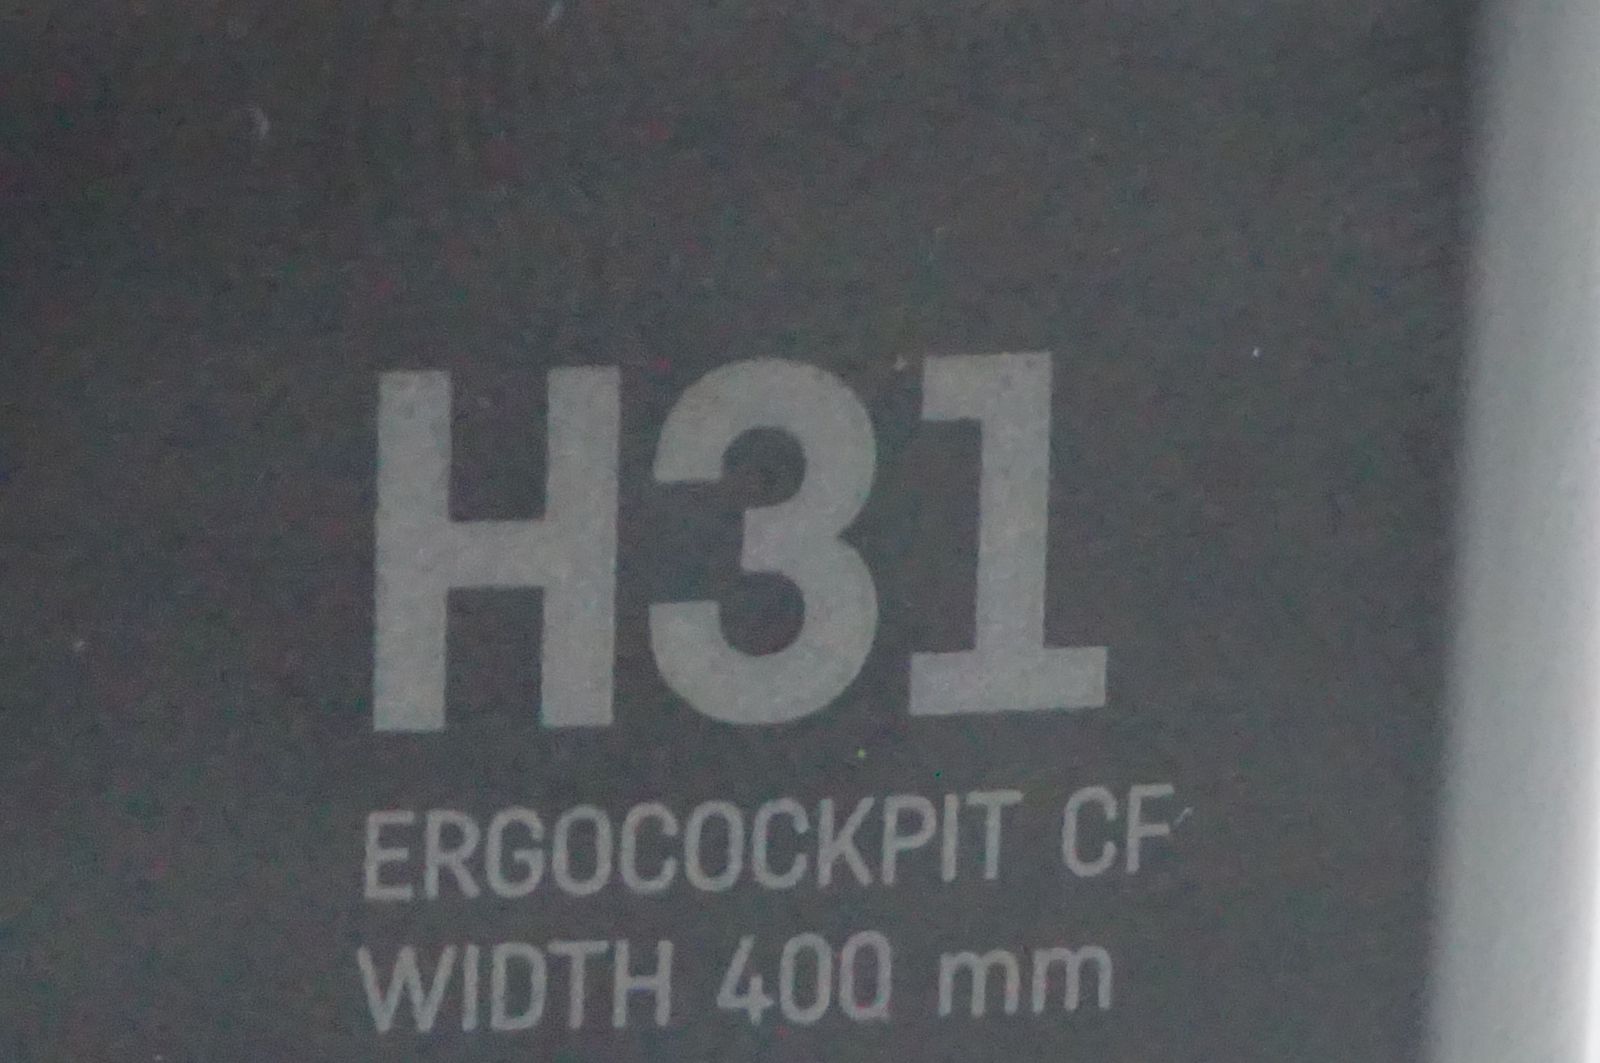 H31
ERGOCOCKPIT CF
WIDTH 400 mm